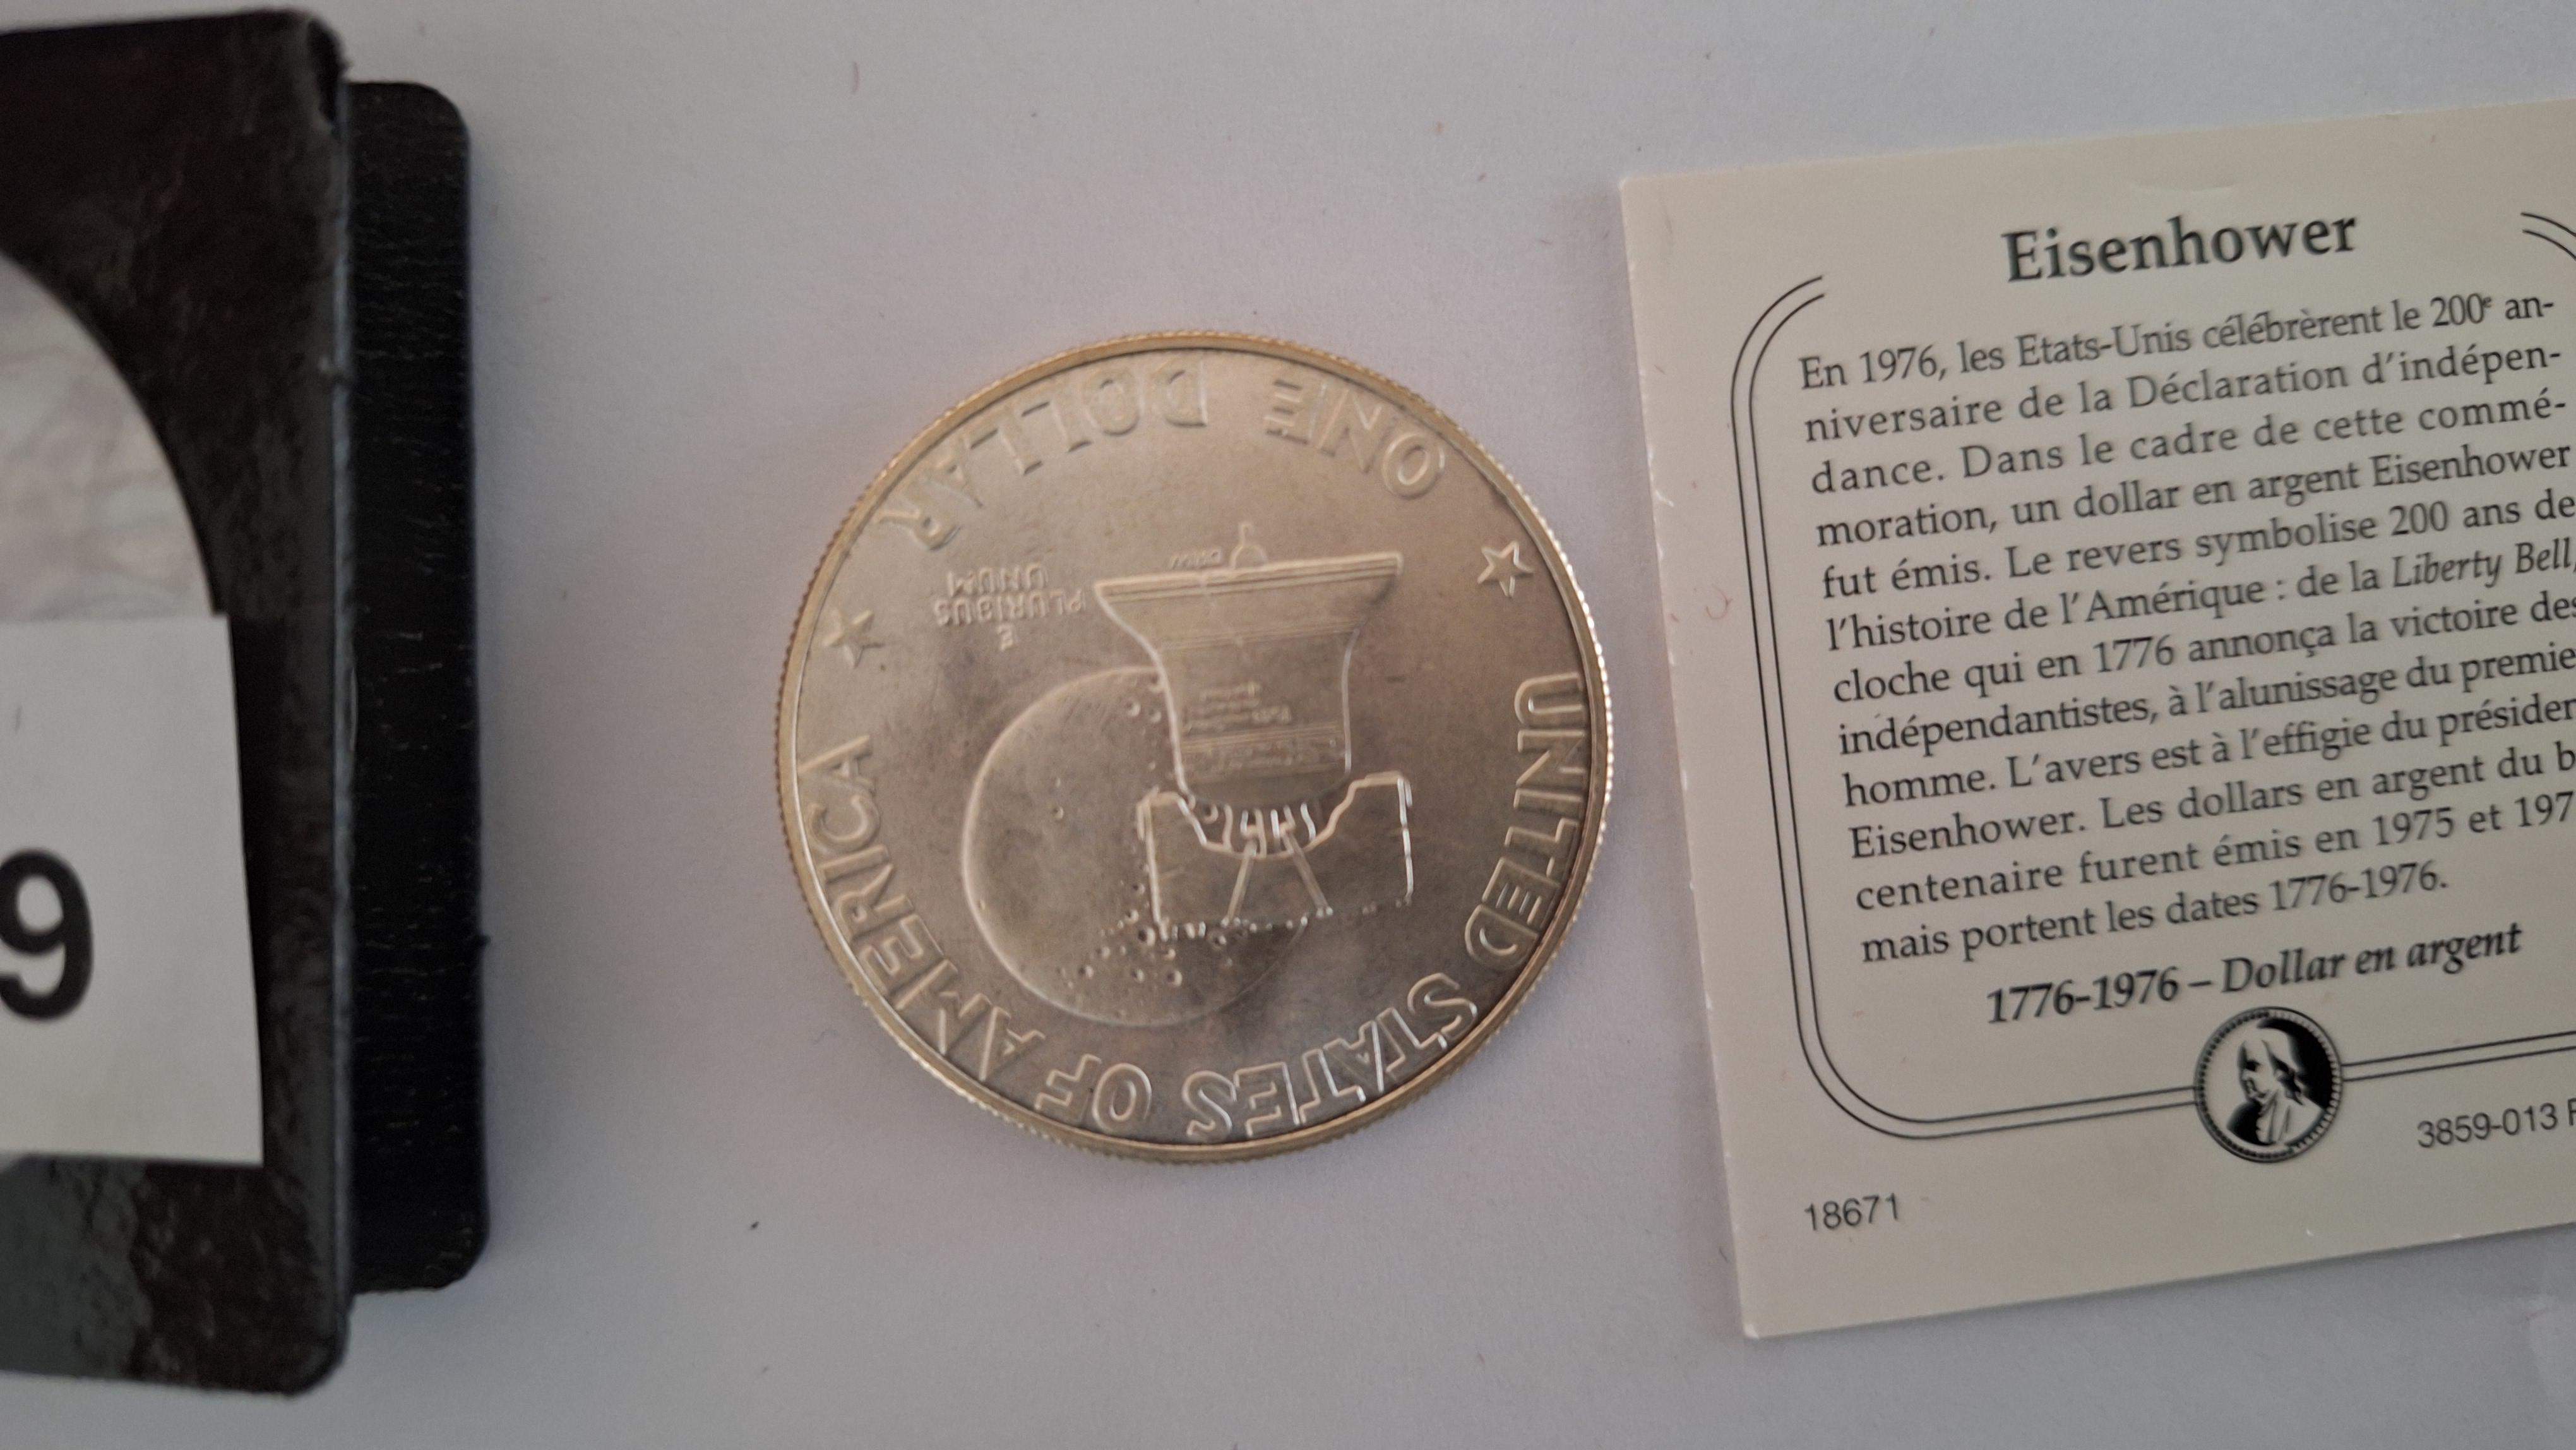 9
UNITED STATES OF AMERICA
E
PLURIBUS
UNUM
ONE DOLLAR
Eisenhower
En 1976, les Etats-Unis célébrèrent le 200e an-
niversaire de la Déclaration d'indépen-
dance. Dans le cadre de cette commé-
moration, un dollar en argent Eisenhower
fut émis. Le revers symbolise 200 ans de
l'histoire de l'Amérique : de la Liberty Bell,
cloche qui en 1776 annonça la victoire des
indépendantistes, à l'alunissage du premie
homme. L'avers est à l'effigie du présiden
Eisenhower. Les dollars en argent du b
centenaire furent émis en 1975 et 197
mais portent les dates 1776-1976.
1776-1976 – Dollar en argent
3859-013 F
18671